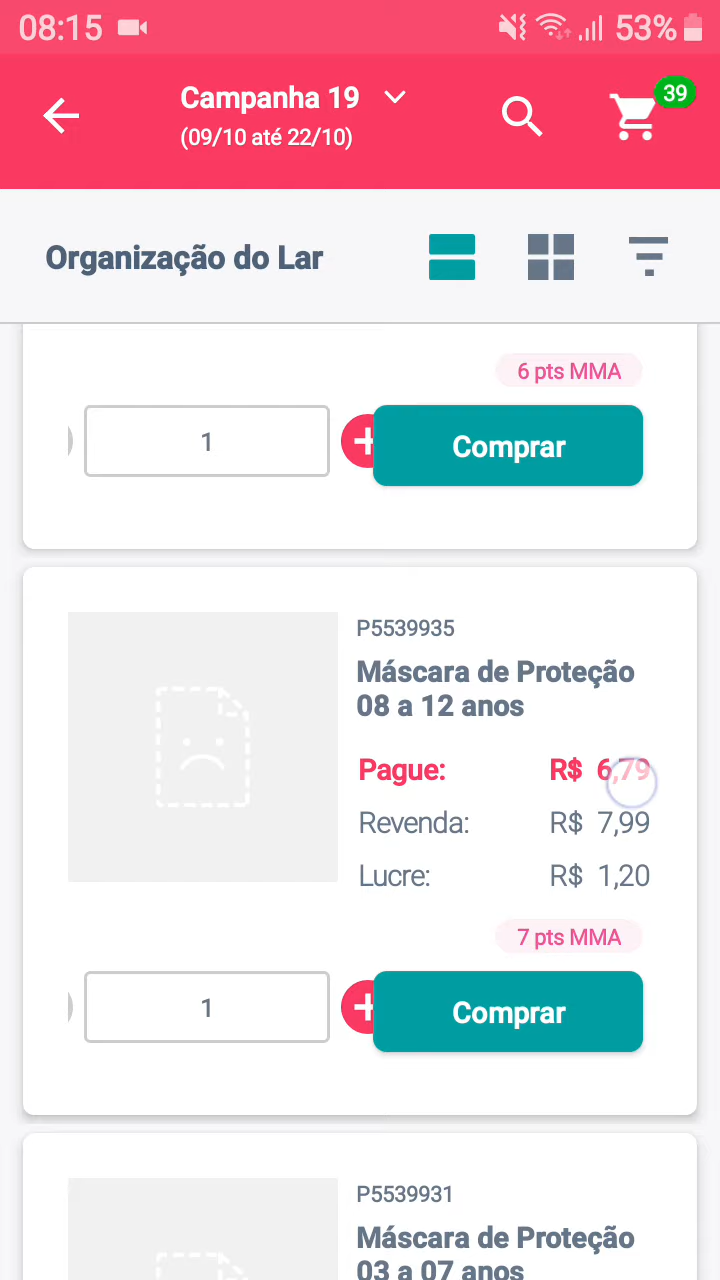 08:15
53%
Campanha 19
39
(09/10 até 22/10)
Organização do Lar
6 pts MMA
1
+
Comprar
P5539935
Máscara de Proteção
08 a 12 anos
Pague: R$ 6,79
Revenda: R$ 7,99
Lucre: R$ 1,20
7 pts MMA
1
+
Comprar
P5539931
Máscara de Proteção
03 a 07 anos